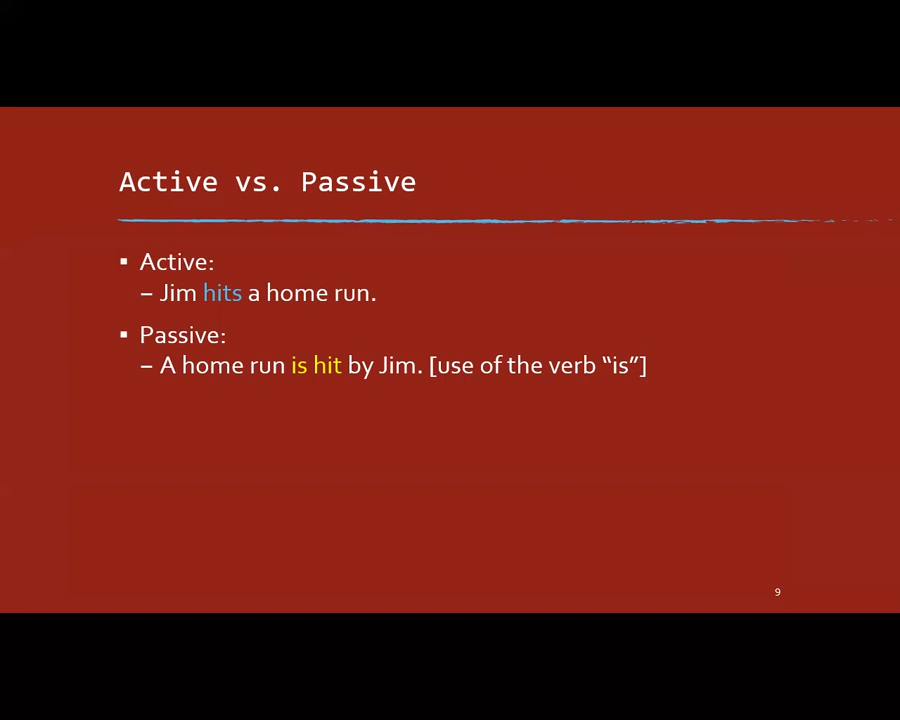 Active vs. Passive
▪ Active:
– Jim hits a home run.
▪ Passive:
– A home run is hit by Jim. [use of the verb “is”]
9